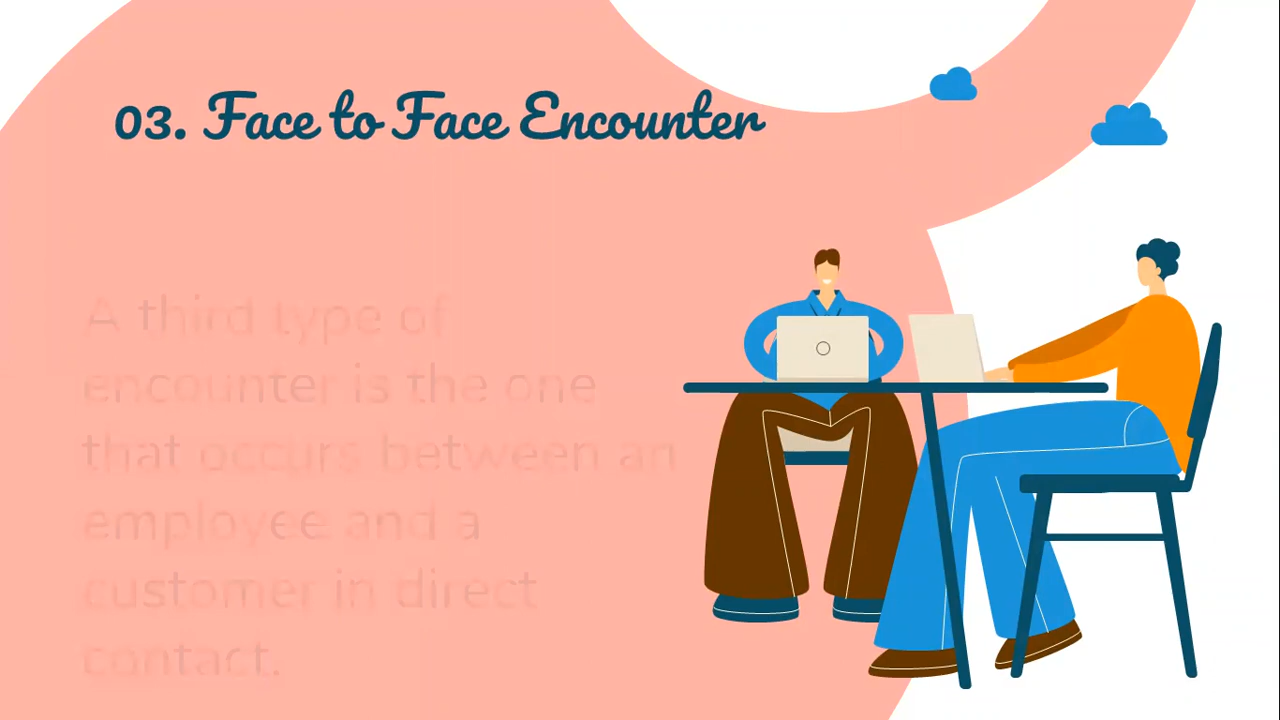 03. Face to Face Encounter
A third type of
encounter is the one
that occurs between an
employee and a
customer in direct
contact.